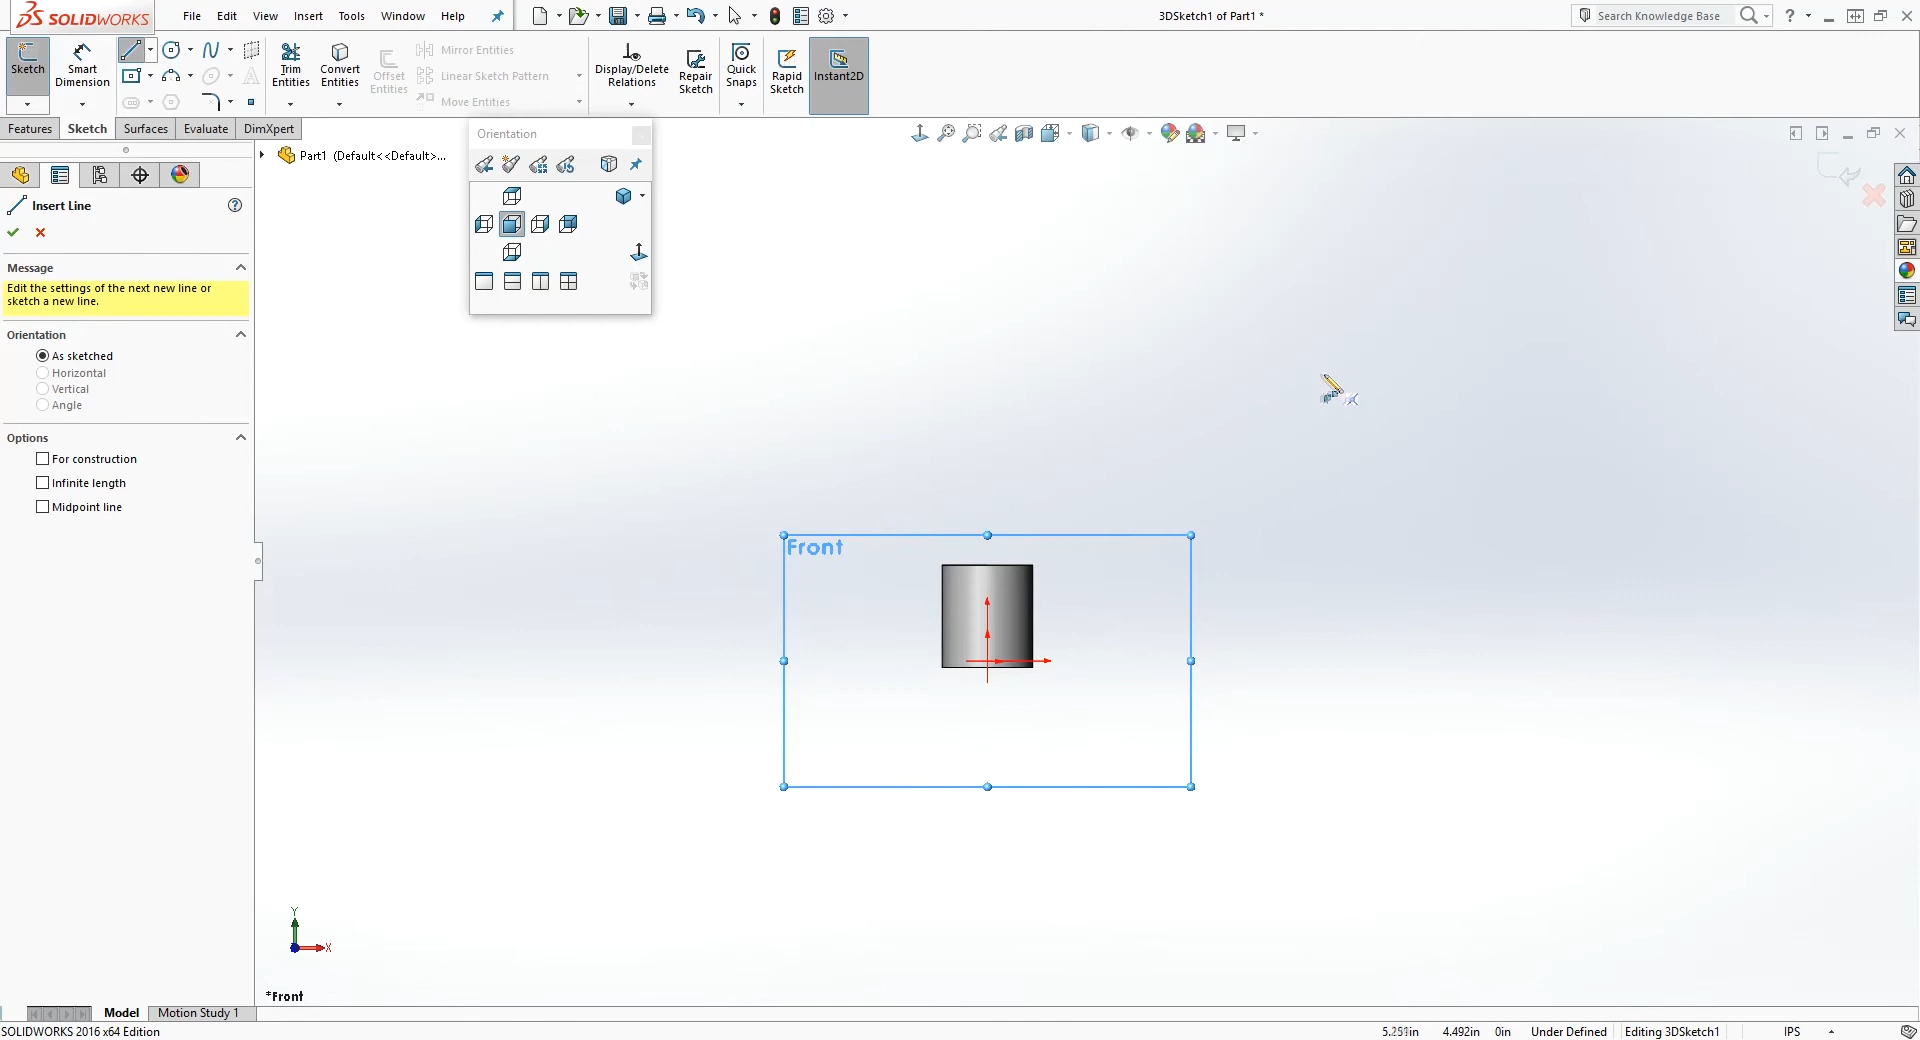 SOLIDWORKS
File
Edit
View
Insert
Tools
Window
Help
3DSketch1 of Part1 *
Search Knowledge Base
?
Sketch
Smart
Dimension
Trim
Entities
Convert
Entities
Offset
Entities
Mirror Entities
Linear Sketch Pattern
Move Entities
Display/Delete
Relations
Repair
Sketch
Quick
Snaps
Rapid
Sketch
Instant2D
Features
Sketch
Surfaces
Evaluate
DimXpert
Part1 (Default<<Default>...
Orientation
Insert Line
Message
Edit the settings of the next new line or
sketch a new line.
Orientation
As sketched
Horizontal
Vertical
Angle
Options
For construction
Infinite length
Midpoint line
Front
Y
X
*Front
Model
Motion Study 1
SOLIDWORKS 2016 x64 Edition
5.251in
4.492in
0in
Under Defined
Editing 3DSketch1
IPS